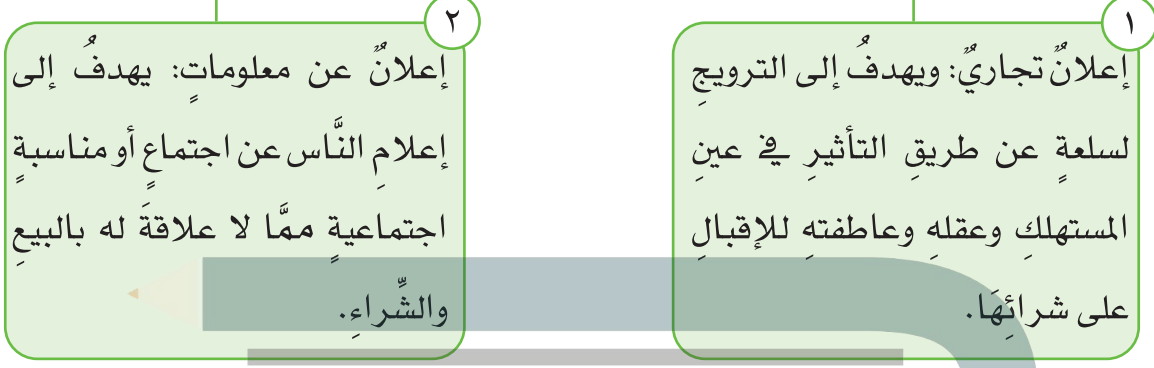 ١
إعلانٌ تجاريٌّ: ويهدفُ إلى الترويجِ
لسلعةٍ عن طريقِ التأثيرِ في عينِ
المستهلكِ وعقلهِ وعاطفتهِ للإقبالِ
على شرائِهَا.
٢
إعلانٌ عن معلوماتٍ: يهدفُ إلى
إعلامِ النَّاس عن اجتماعٍ أو مناسبةٍ
اجتماعيةٍ ممَّا لا علاقةَ له بالبيعِ
والشِّراءِ.